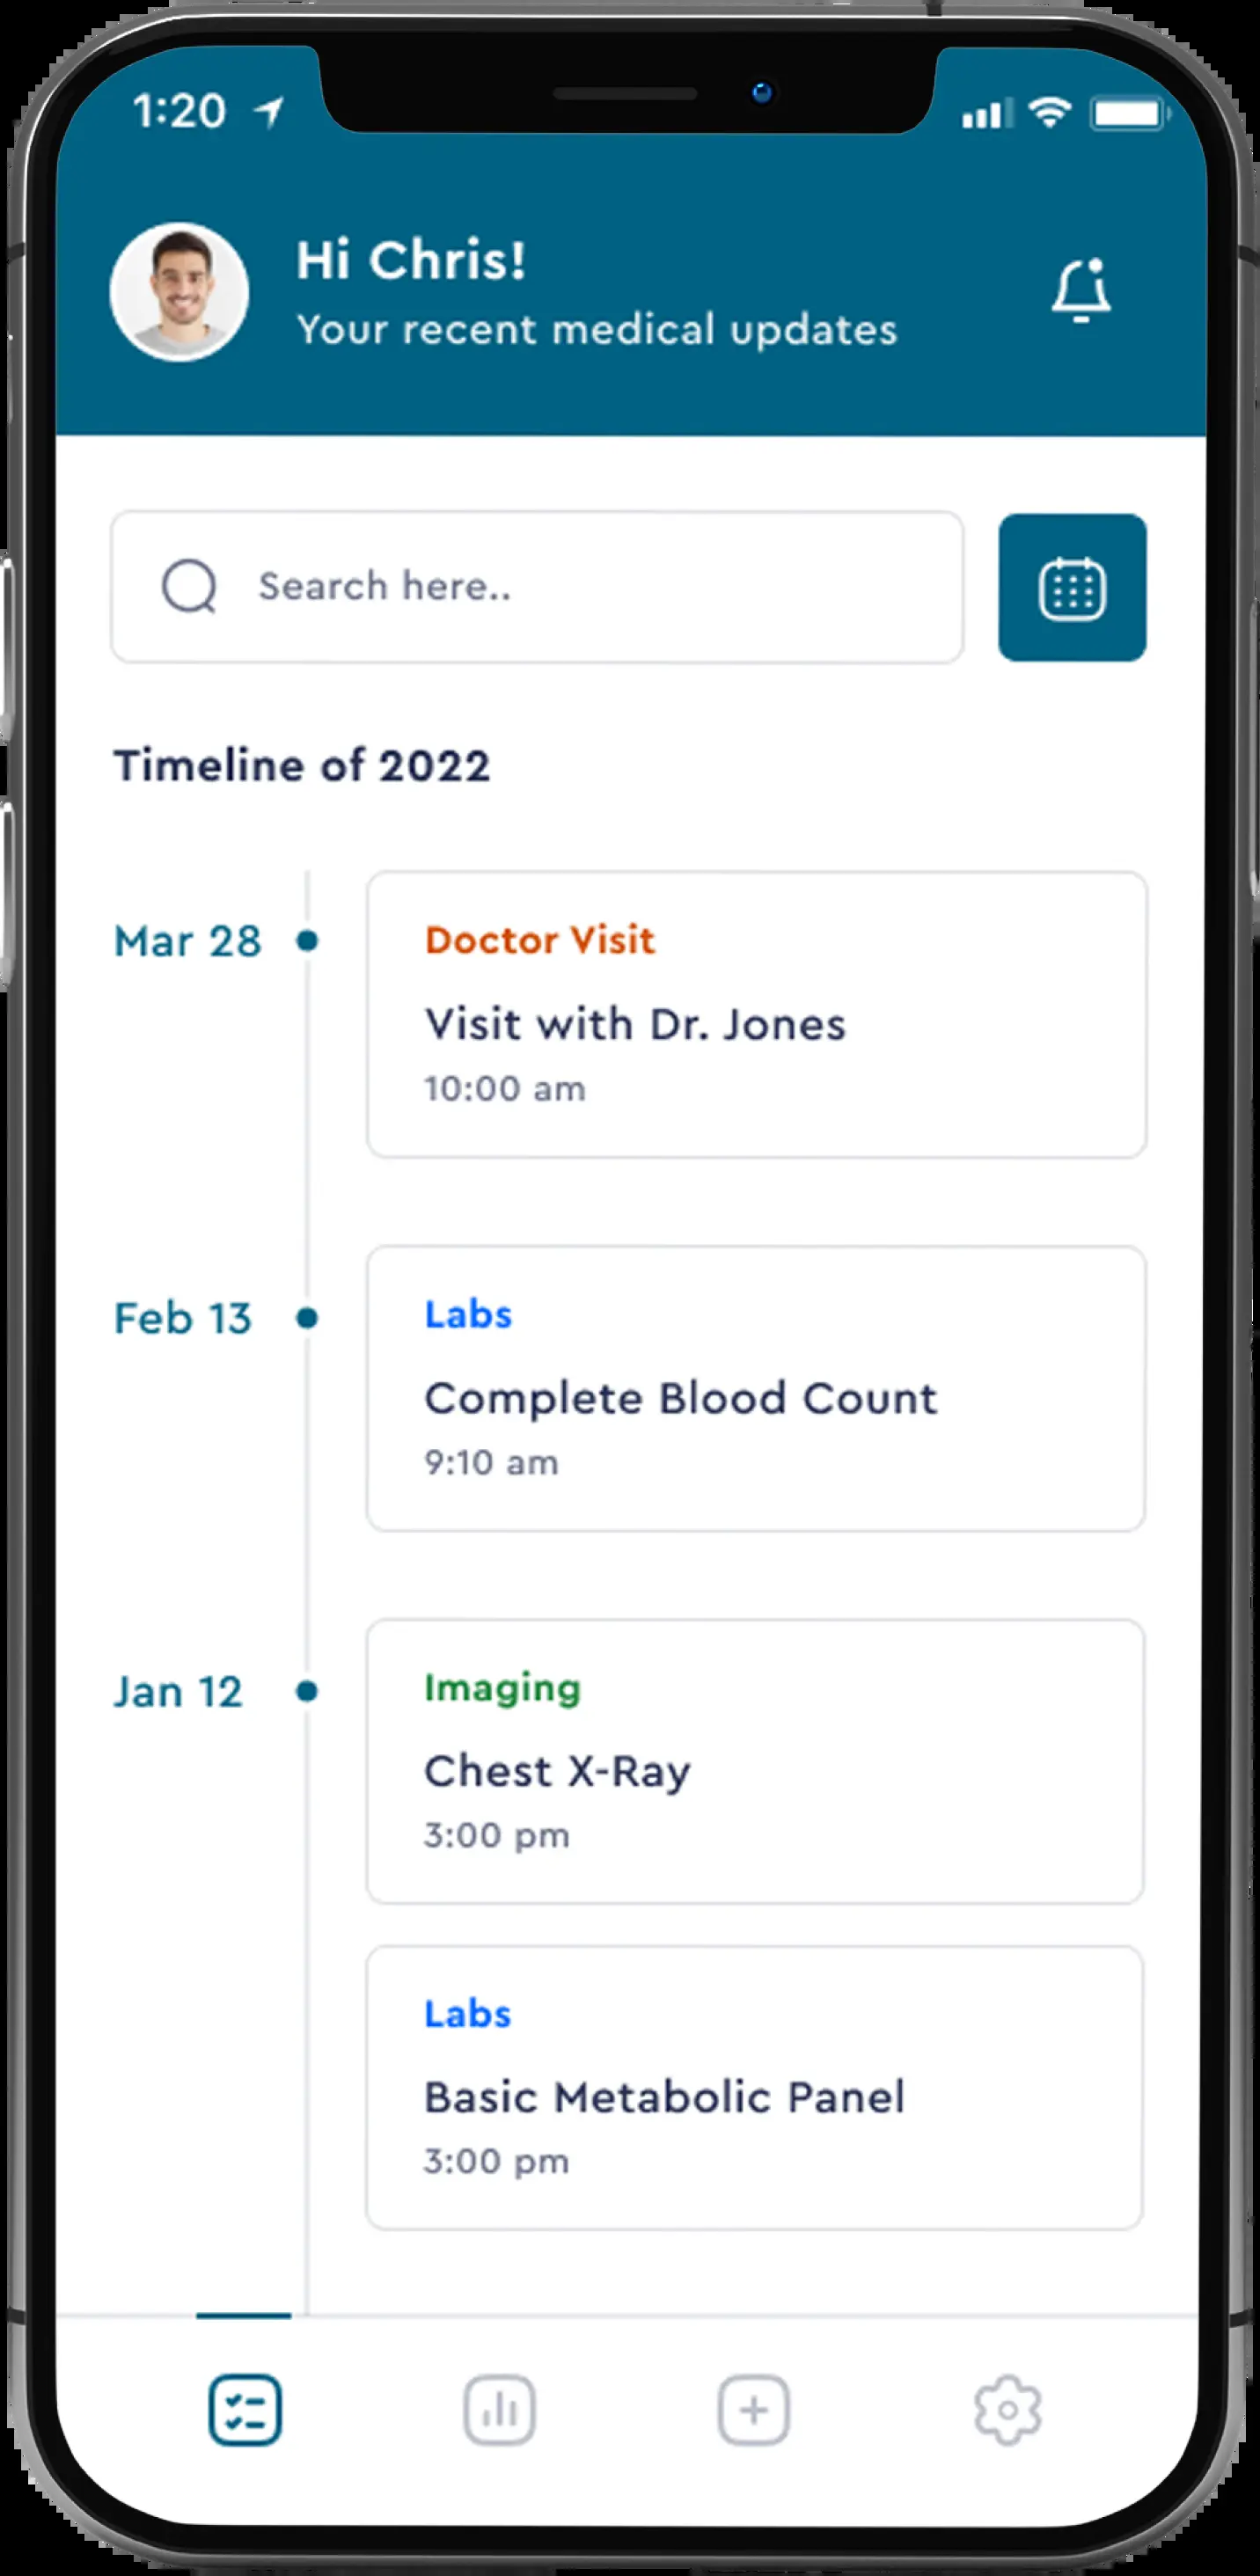 1:20
Hi Chris!
Your recent medical updates
Search here..
Timeline of 2022
Mar 28
Doctor Visit
Visit with Dr. Jones
10:00 am
Feb 13
Labs
Complete Blood Count
9:10 am
Jan 12
Imaging
Chest X-Ray
3:00 pm
Labs
Basic Metabolic Panel
3:00 pm